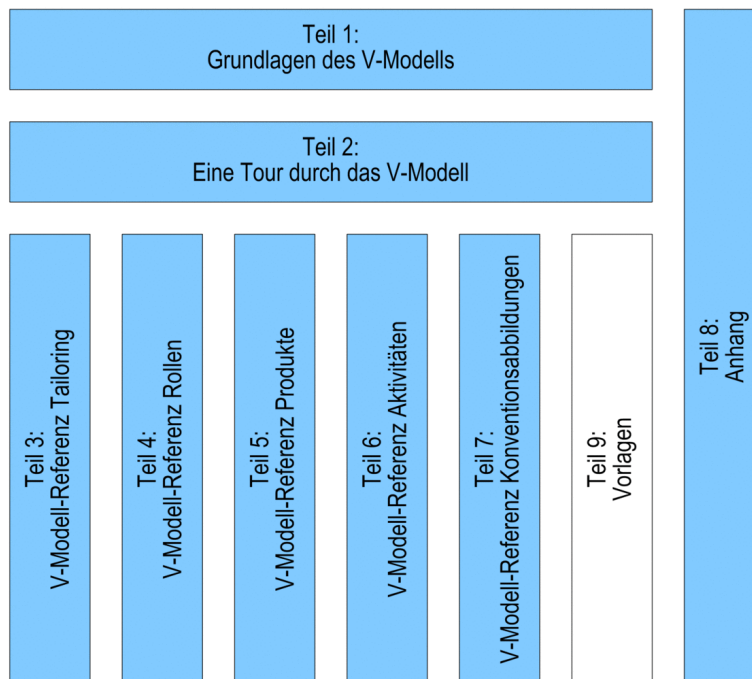 Teil 1:
Grundlagen des V-Modells
Teil 2:
Eine Tour durch das V-Modell
Teil 3:
V-Modell-Referenz Tailoring
Teil 4:
V-Modell-Referenz Rollen
Teil 5:
V-Modell-Referenz Produkte
Teil 6:
V-Modell-Referenz Aktivitäten
Teil 7:
V-Modell-Referenz Konventionsabbildungen
Teil 9:
Vorlagen
Teil 8:
Anhang